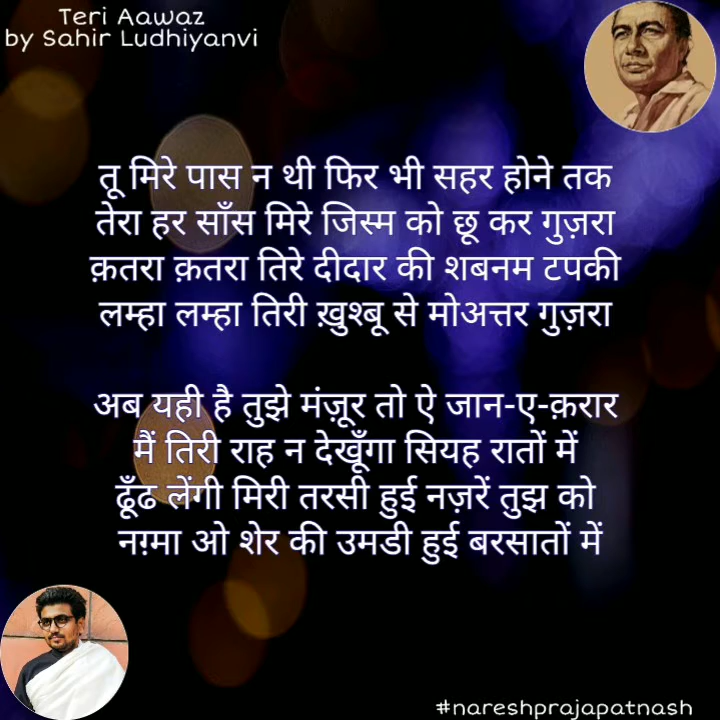 Teri Aawaz
by Sahir Ludhiyanvi
तू मिरे पास न थी फिर भी सहर होने तक
तेरा हर साँस मिरे जिस्म को छू कर गुज़रा
क़तरा क़तरा तिरे दीदार की शबनम टपकी
लम्हा लम्हा तिरी ख़ुश्बू से मोअत्तर गुज़रा
अब यही है तुझे मंज़ूर तो ऐ जान-ए-क़रार
मैं तिरी राह न देखूँगा सियह रातों में
ढूँढ लेंगी मिरी तरसी हुई नज़रें तुझ को
नग़्मा ओ शेर की उमडी हुई बरसातों में
#nareshprajapatnash